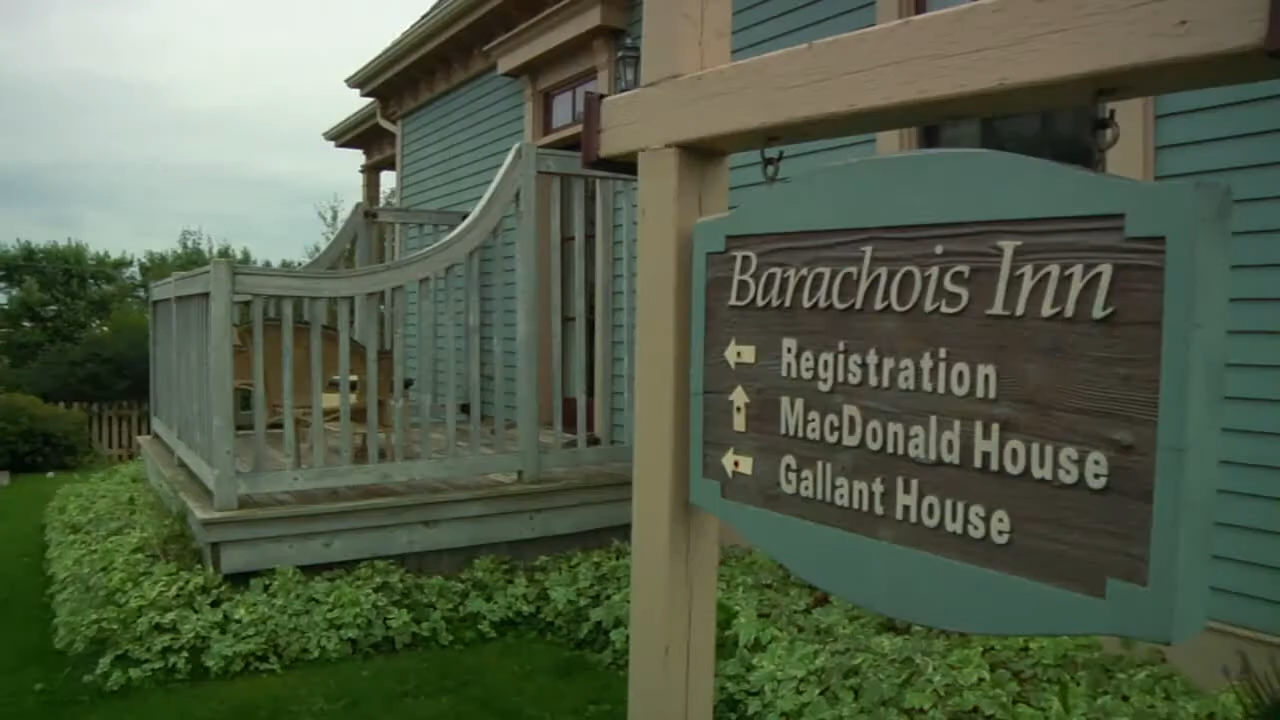 Barachois Inn
← Registration
↑ MacDonald House
← Gallant House